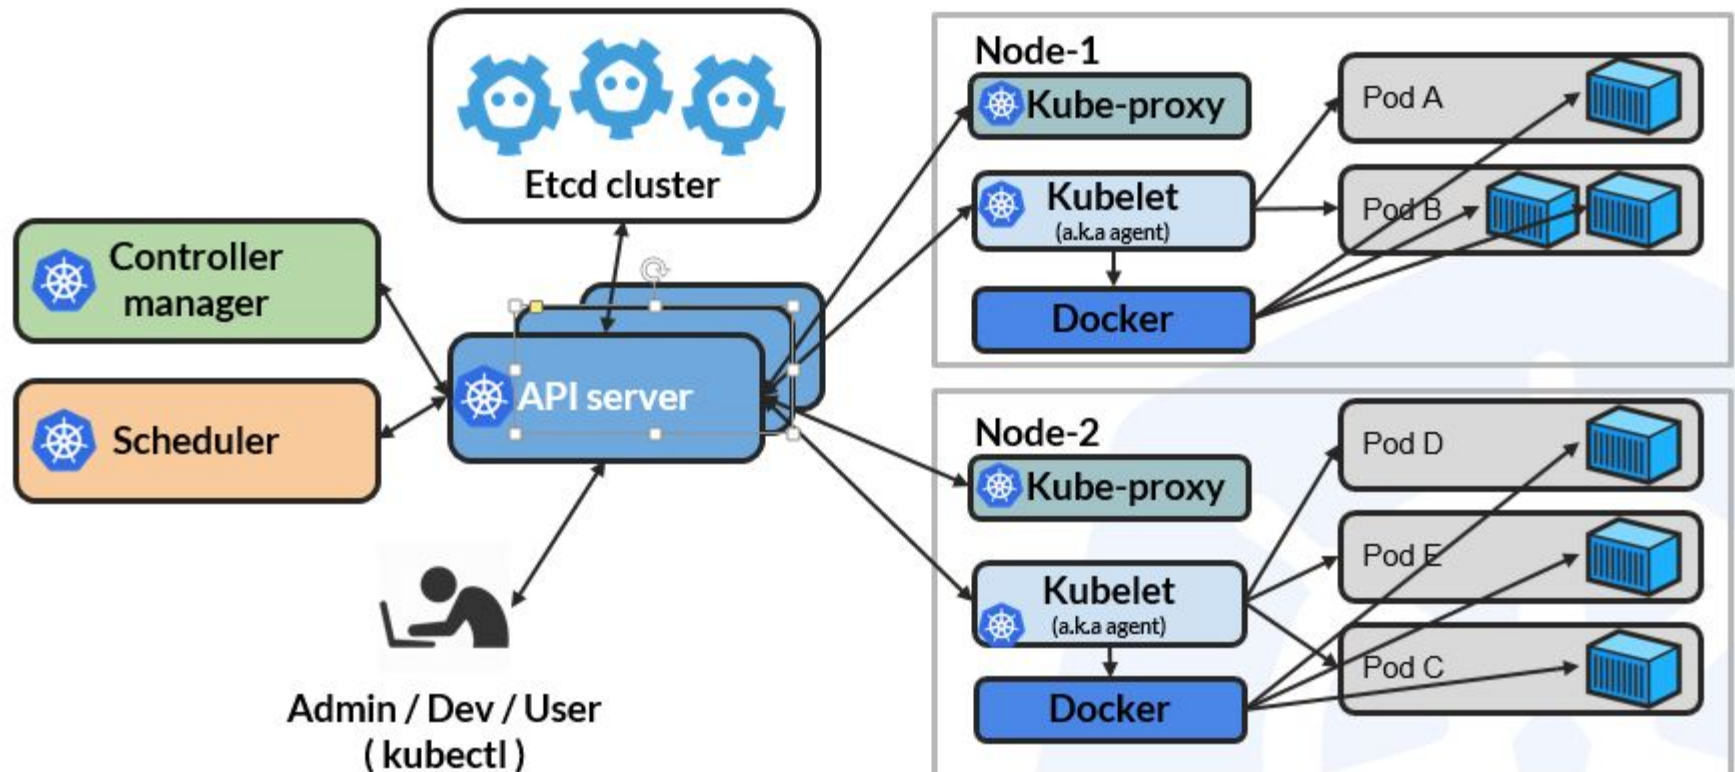 Etcd cluster
Controller
manager
Scheduler
API server
Admin / Dev / User
( kubectl )
Node-1
Kube-proxy
Kubelet
(a.k.a agent)
Docker
Pod A
Pod B
Node-2
Kube-proxy
Kubelet
(a.k.a agent)
Docker
Pod D
Pod E
Pod C